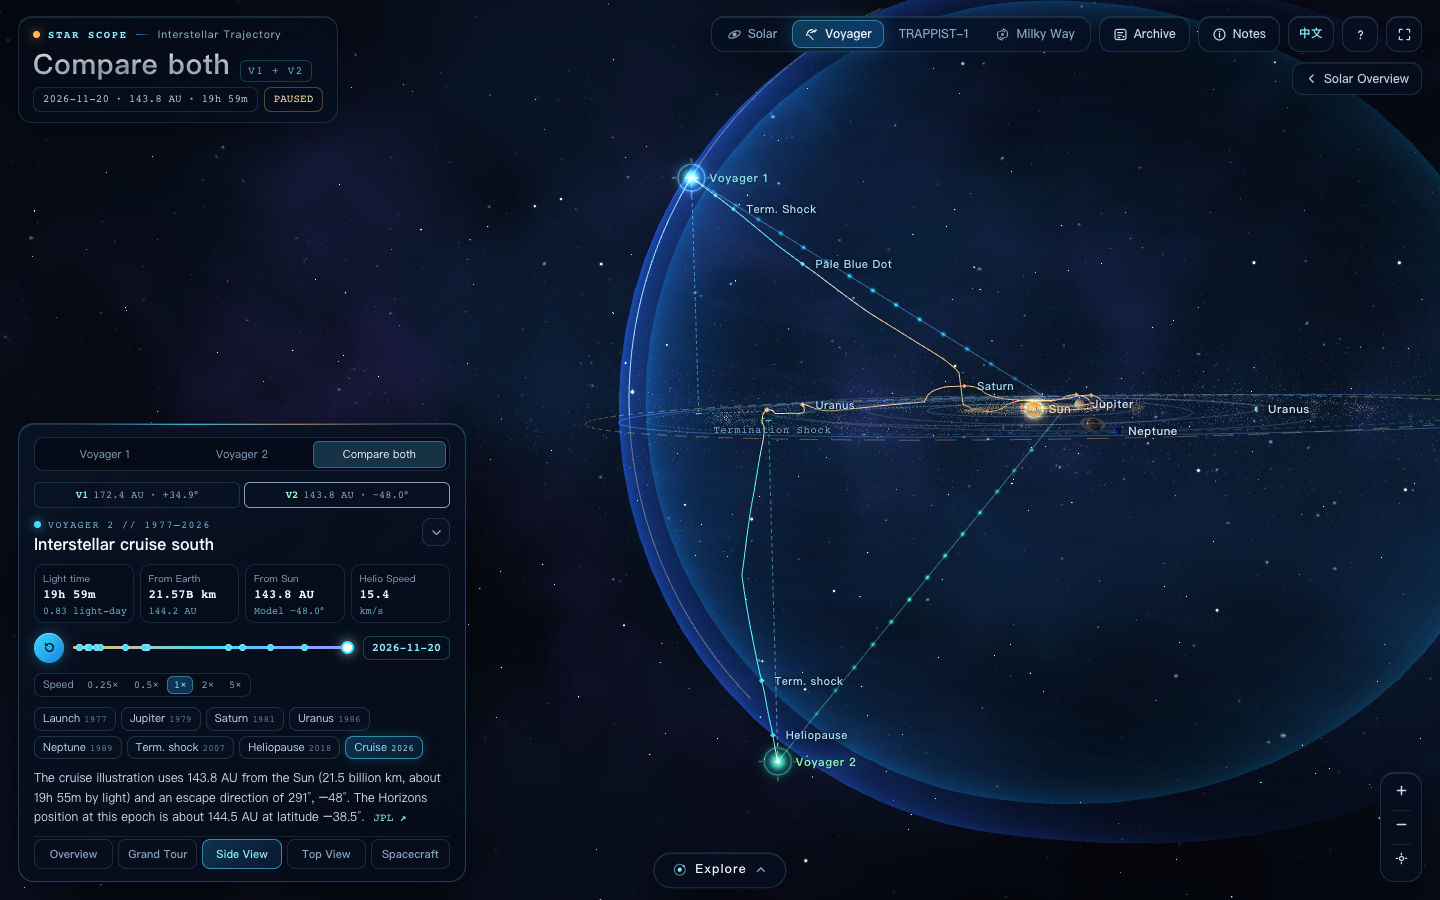 STAR SCOPE — Interstellar Trajectory
Compare both V1 + V2
2026-11-20 · 143.8 AU · 19h 59m PAUSED
Solar Voyager TRAPPIST-1 Milky Way Archive Notes 中文 ?
Solar Overview
Voyager 1
Term. Shock
Pale Blue Dot
Saturn
Uranus
Sun
Jupiter
Uranus
Termination Shock
Neptune
Term. shock
Heliopause
Voyager 2
Voyager 1 Voyager 2 Compare both
V1 172.4 AU · +34.9° V2 143.8 AU · −48.0°
VOYAGER 2 // 1977—2026
Interstellar cruise south
Light time From Earth From Sun Helio Speed
19h 59m 21.57B km 143.8 AU 15.4
0.83 light-day 144.2 AU Model −48.0° km/s
2026-11-20
Speed 0.25× 0.5× 1× 2× 5×
Launch 1977 Jupiter 1979 Saturn 1981 Uranus 1986
Neptune 1989 Term. shock 2007 Heliopause 2018 Cruise 2026
The cruise illustration uses 143.8 AU from the Sun (21.5 billion km, about
19h 55m by light) and an escape direction of 291°, −48°. The Horizons
position at this epoch is about 144.5 AU at latitude −38.5°. JPL ↗
Overview Grand Tour Side View Top View Spacecraft
Explore
+
−